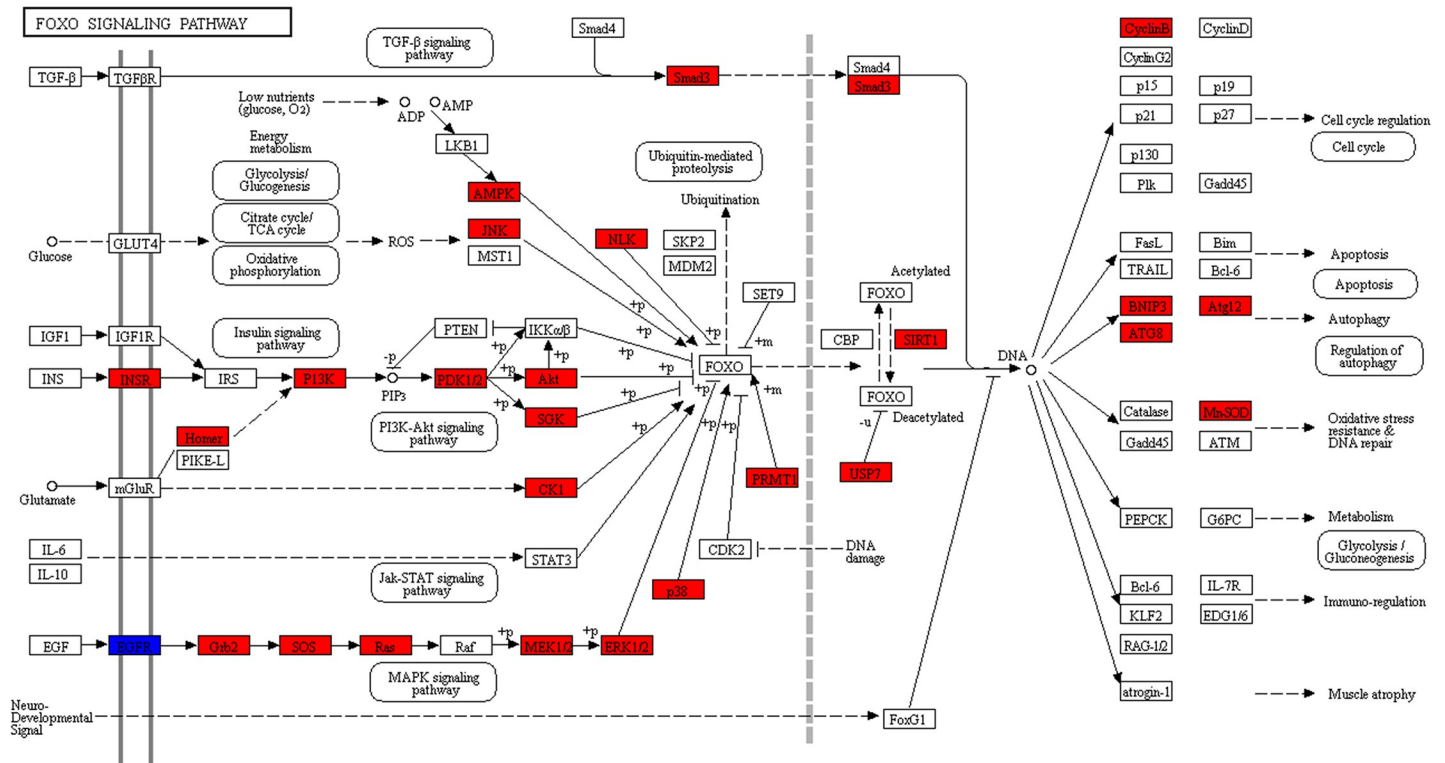 FOXO SIGNALING PATHWAY
TGF-β signaling
pathway
Smad4
TGF-β
TGFβR
Smad3
Smad4
Smad3
Low nutrients
(glucose, O2)
ADP
AMP
LKB1
AMPK
Energy
metabolism
Glycolysis/
Glucogenesis
Citrate cycle/
TCA cycle
Oxidative
phosphorylation
Glucose
GLUT4
ROS
JNK
MST1
NLK
Ubiquitin-mediated
proteolysis
Ubiquitination
SKP2
MDM2
SET9
Acetylated
FOXO
CBP
SIRT1
FOXO
Deacetylated
-u
USP7
IGF1
IGF1R
Insulin signaling
pathway
PTEN
IKKα/β
INS
INSR
IRS
P13K
-p
PIP3
PDK1/2
Akt
SGK
+p
+p
+p
+p
+p
+p
+p
+p
+p
+p
+p
+p
+p
+p
+m
+m
FOXO
DNA
PI3K-Akt signaling
pathway
Homer
PIKE-L
Glutamate
mGluR
CK1
PRMT1
IL-6
IL-10
STAT3
CDK2
DNA
damage
Jak-STAT signaling
pathway
p38
EGF
EGFR
Grb2
SOS
Ras
Raf
+p
MEK1/2
+p
ERK1/2
MAPK signaling
pathway
Neuro-
Developmental
Signal
FoxG1
CyclinB
CyclinD
CyclinG2
p15
p19
p21
p27
Cell cycle regulation
Cell cycle
p130
Plk
Gadd45
FasL
Bim
TRAIL
Bcl-6
Apoptosis
Apoptosis
BNIP3
Atg12
ATG8
Autophagy
Regulation of
autophagy
Catalase
Mn-SOD
Gadd45
ATM
Oxidative stress
resistance &
DNA repair
PEPCK
G6PC
Metabolism
Glycolysis /
Gluconeogenesis
Bcl-6
IL-7R
KLF2
EDG1/6
RAG-1/2
Immuno-regulation
atrogin-1
Muscle atrophy